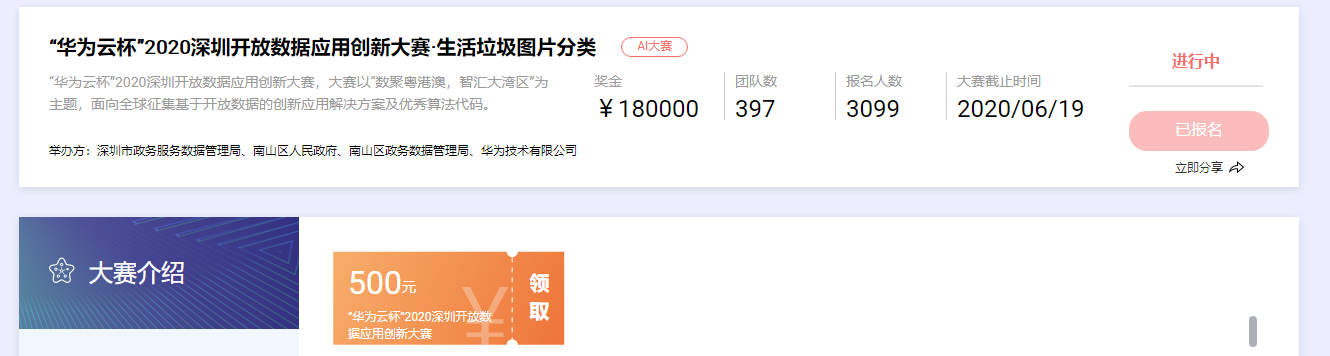 “华为云杯”2020深圳开放数据应用创新大赛·生活垃圾图片分类
AI大赛
“华为云杯”2020深圳开放数据应用创新大赛，大赛以“数聚粤港澳，智汇大湾区”为
主题，面向全球征集基于开放数据的创新应用解决方案及优秀算法代码。
举办方：深圳市政务服务数据管理局、南山区人民政府、南山区政务数据管理局、华为技术有限公司
奖金
￥180000
团队数
397
报名人数
3099
大赛截止时间
2020/06/19
进行中
已报名
立即分享
大赛介绍
500元
“华为云杯”2020深圳开放数
据应用创新大赛
¥
领
取